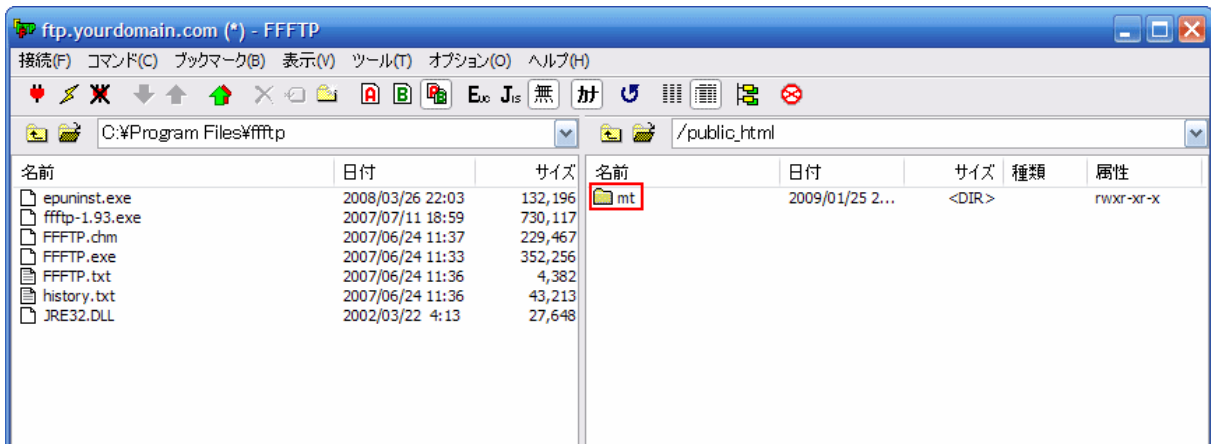 ftp.yourdomain.com (*) - FFFTP
接続(F) コマンド(C) ブックマーク(B) 表示(V) ツール(T) オプション(O) ヘルプ(H)
A B Euc Jis 無 カナ
C:¥Program Files¥ffftp /public_html
名前 日付 サイズ 名前 日付 サイズ 種類 属性
epuninst.exe 2008/03/26 22:03 132,196 mt 2009/01/25 2... <DIR> rwxr-xr-x
ffftp-1.93.exe 2007/07/11 18:59 730,117
FFFTP.chm 2007/06/24 11:37 229,467
FFFTP.exe 2007/06/24 11:33 352,256
FFFTP.txt 2007/06/24 11:36 4,382
history.txt 2007/06/24 11:36 43,213
JRE32.DLL 2002/03/22 4:13 27,648